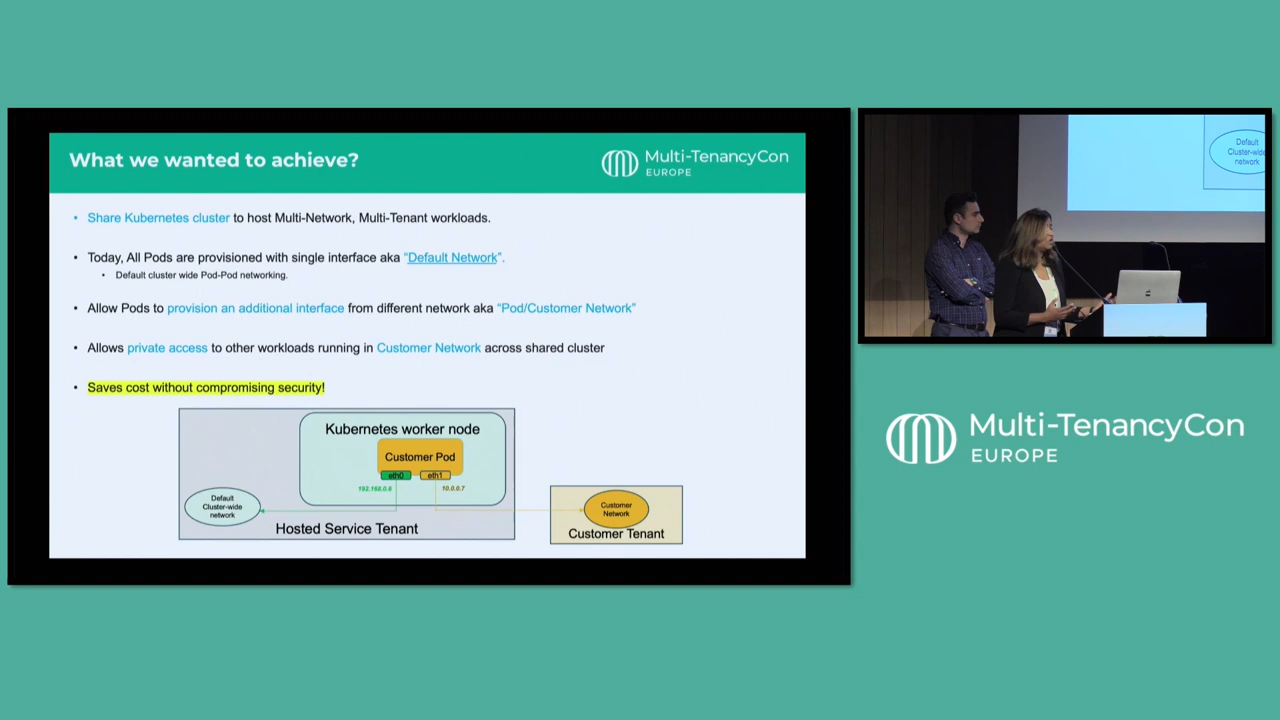 What we wanted to achieve?
Multi-TenancyCon
EUROPE
• Share Kubernetes cluster to host Multi-Network, Multi-Tenant workloads.
• Today, All Pods are provisioned with single interface aka “Default Network”.
• Default cluster wide Pod-Pod networking.
• Allow Pods to provision an additional interface from different network aka “Pod/Customer Network”
• Allows private access to other workloads running in Customer Network across shared cluster
• Saves cost without compromising security!
Kubernetes worker node
Customer Pod
eth0
eth1
192.168.0.6
10.0.0.7
Default
Cluster-wide
network
Hosted Service Tenant
Customer
Network
Customer Tenant
Default
Cluster-wide
network
Multi-TenancyCon
EUROPE